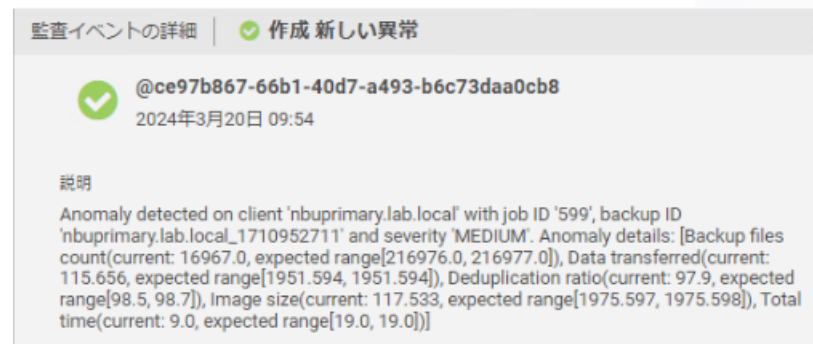 監査イベントの詳細 作成 新しい異常
@ce97b867-66b1-40d7-a493-b6c73daa0cb8
2024年3月20日 09:54
説明
Anomaly detected on client 'nbuprimary.lab.local' with job ID '599', backup ID
'nbuprimary.lab.local_1710952711' and severity 'MEDIUM'. Anomaly details: [Backup files
count(current: 16967.0, expected range[216976.0, 216977.0]), Data transferred(current:
115.656, expected range[1951.594, 1951.594]), Deduplication ratio(current: 97.9, expected
range[98.5, 98.7]), Image size(current: 117.533, expected range[1975.597, 1975.598]), Total
time(current: 9.0, expected range[19.0, 19.0])]